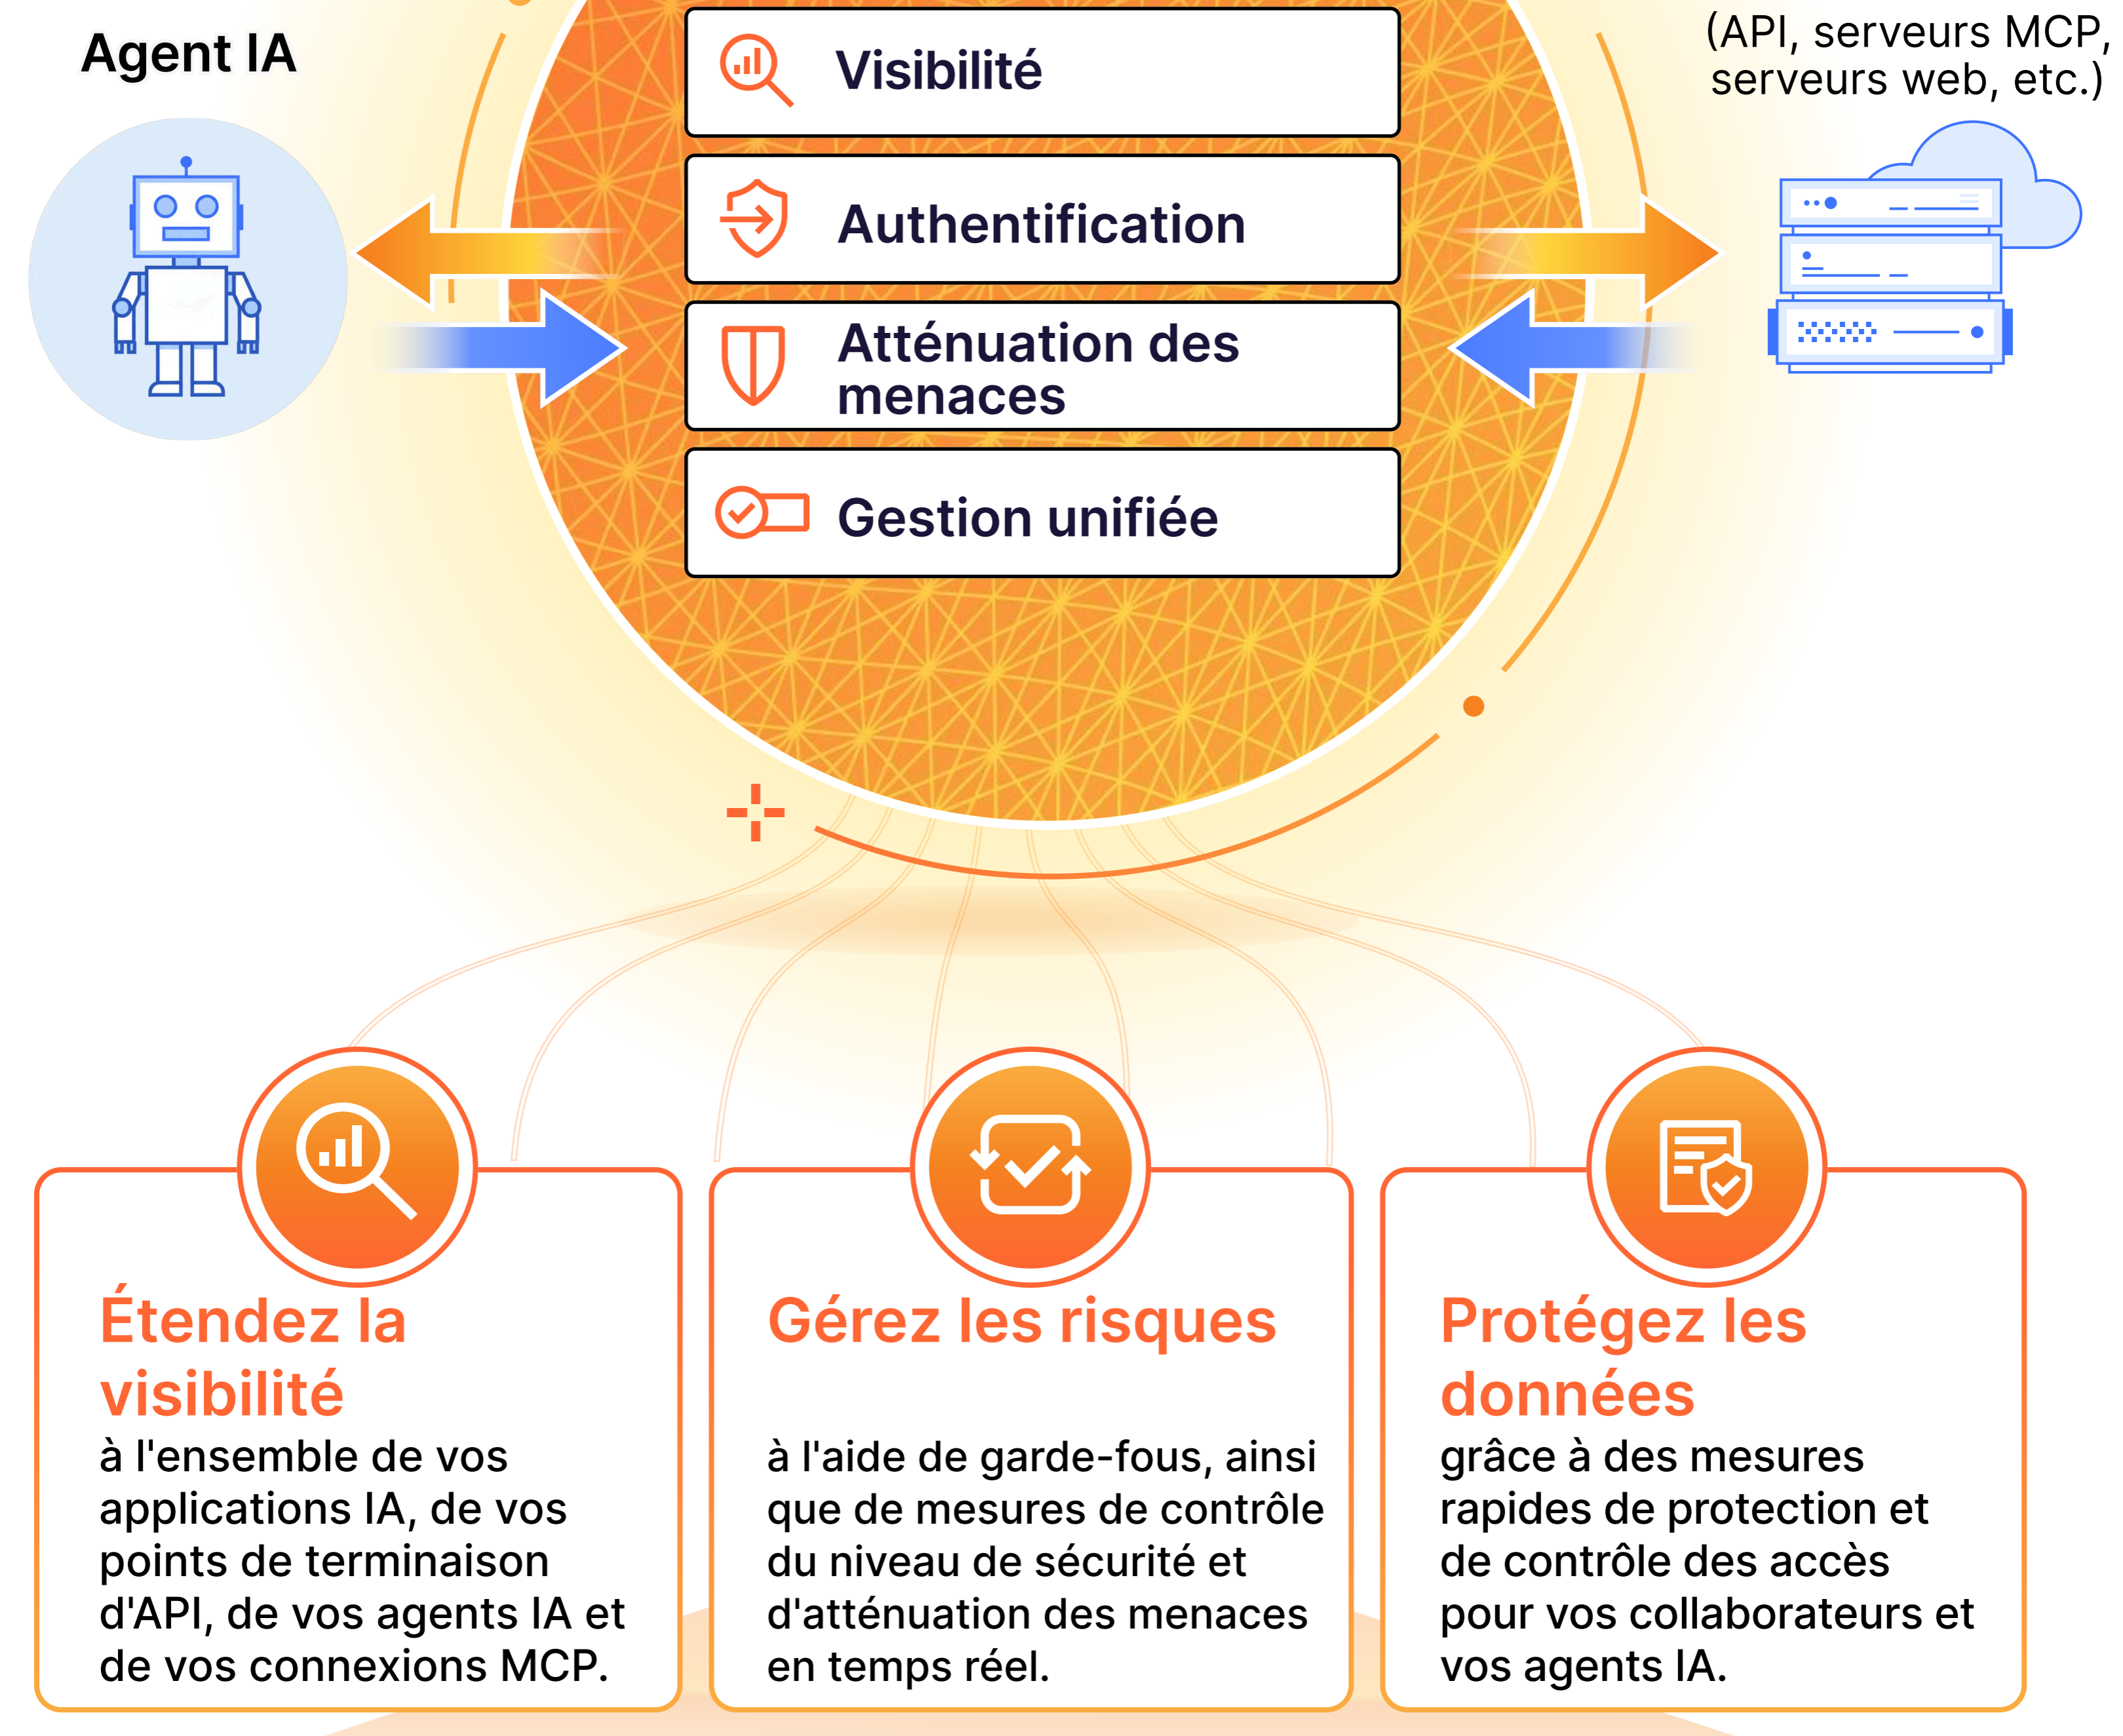 Agent IA
(API, serveurs MCP,
serveurs web, etc.)
Visibilité
Authentification
Atténuation des
menaces
Gestion unifiée
Étendez la
visibilité
à l'ensemble de vos
applications IA, de vos
points de terminaison
d'API, de vos agents IA et
de vos connexions MCP.
Gérez les risques
à l'aide de garde-fous, ainsi
que de mesures de contrôle
du niveau de sécurité et
d'atténuation des menaces
en temps réel.
Protégez les
données
grâce à des mesures
rapides de protection et
de contrôle des accès
pour vos collaborateurs et
vos agents IA.